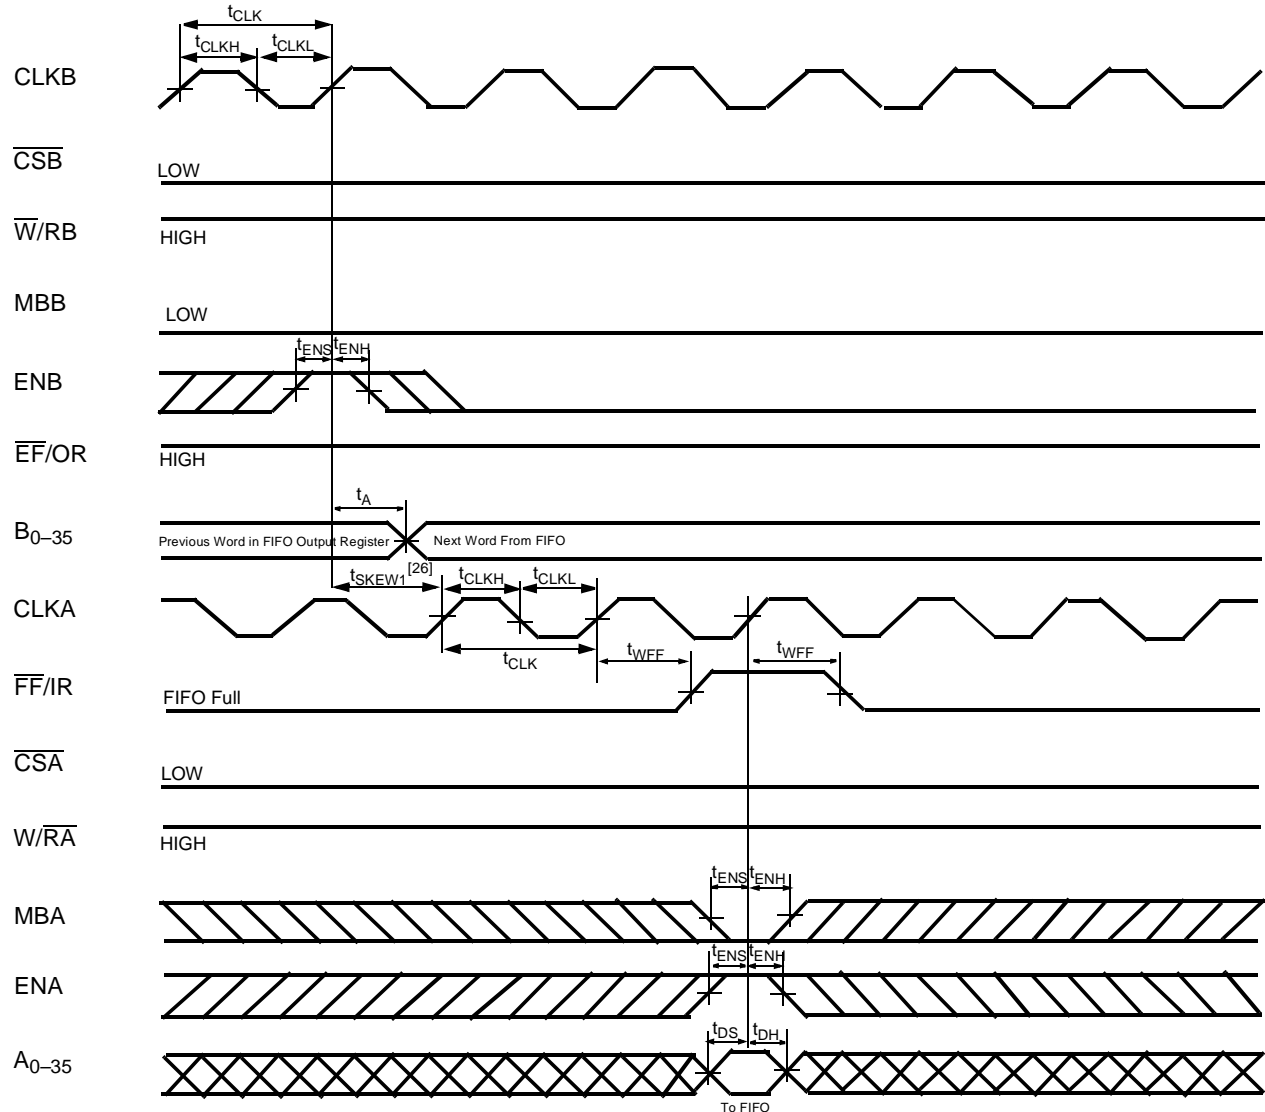 tCLK
tCLKH tCLKL
CLKB
CSB
LOW
W/RB
HIGH
MBB
LOW
tENS tENH
ENB
EF/OR
HIGH
tA
B0–35
Previous Word in FIFO Output Register Next Word From FIFO
tSKEW1[26] tCLKH tCLKL
CLKA
tCLK tWFF tWFF
FF/IR
FIFO Full
CSA
LOW
W/RA
HIGH
tENS tENH
MBA
tENS tENH
ENA
tDS tDH
A0–35
To FIFO